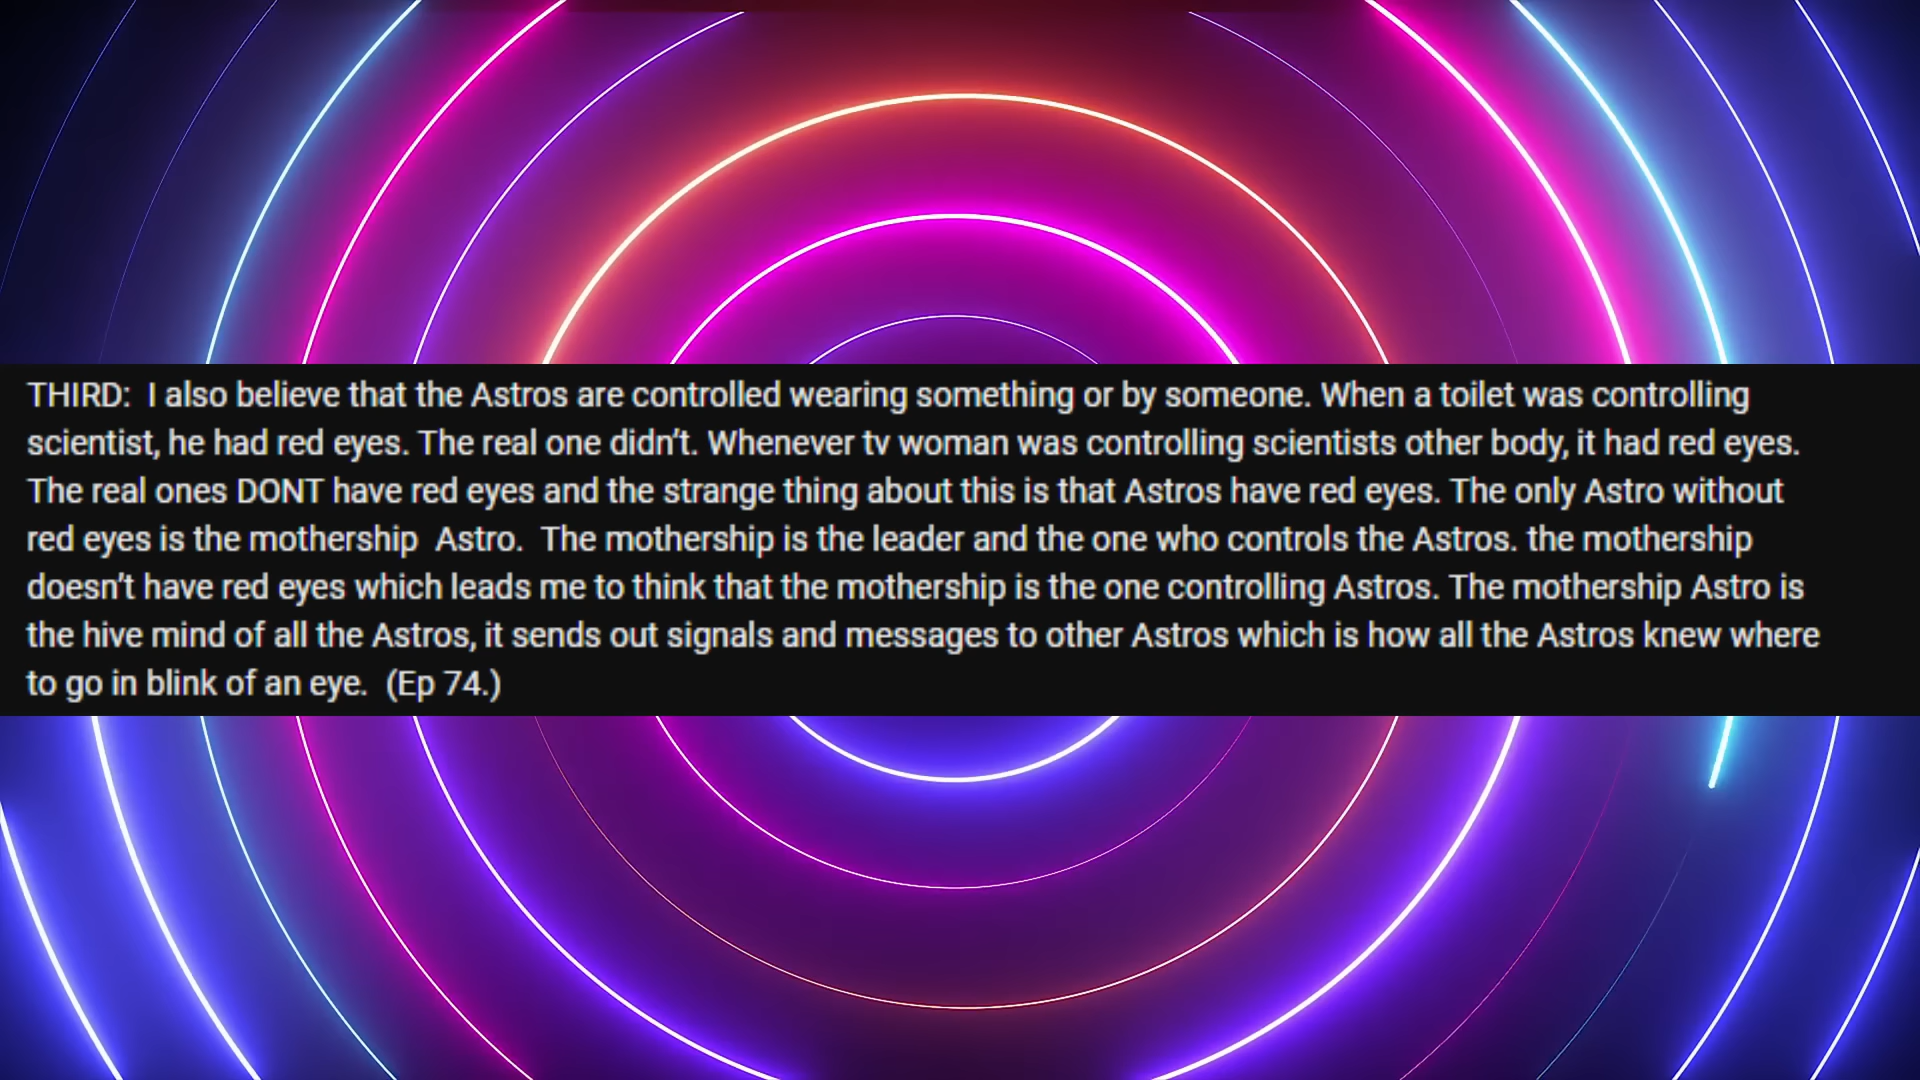 THIRD:  I also believe that the Astros are controlled wearing something or by someone. When a toilet was controlling
scientist, he had red eyes. The real one didn’t. Whenever tv woman was controlling scientists other body, it had red eyes.
The real ones DONT have red eyes and the strange thing about this is that Astros have red eyes. The only Astro without
red eyes is the mothership  Astro.  The mothership is the leader and the one who controls the Astros. the mothership
doesn’t have red eyes which leads me to think that the mothership is the one controlling Astros. The mothership Astro is
the hive mind of all the Astros, it sends out signals and messages to other Astros which is how all the Astros knew where
to go in blink of an eye.  (Ep 74.)